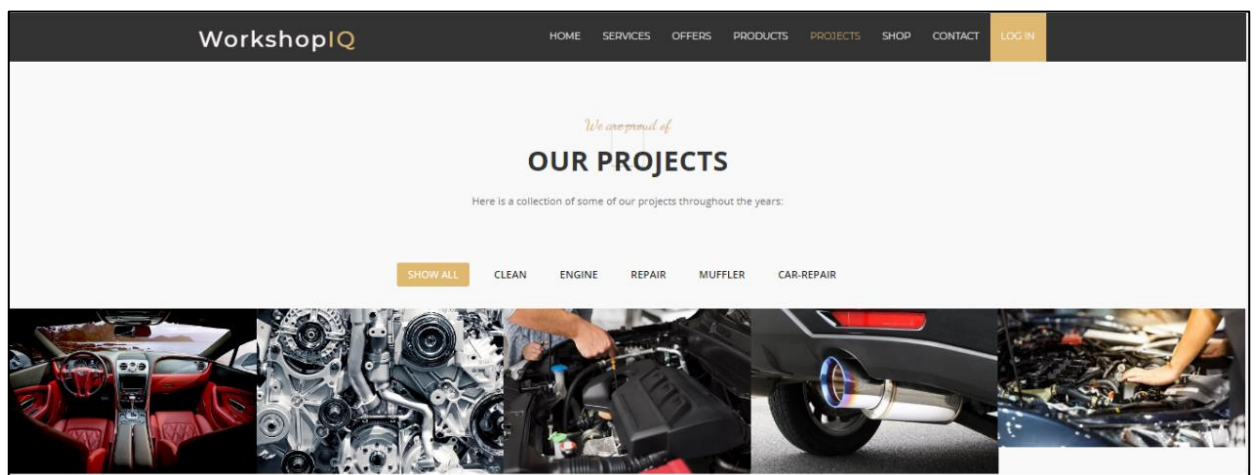 WorkshopIQ
HOME SERVICES OFFERS PRODUCTS PROJECTS SHOP CONTACT LOG IN
We are proud of
OUR PROJECTS
Here is a collection of some of our projects throughout the years:
SHOW ALL CLEAN ENGINE REPAIR MUFFLER CAR-REPAIR